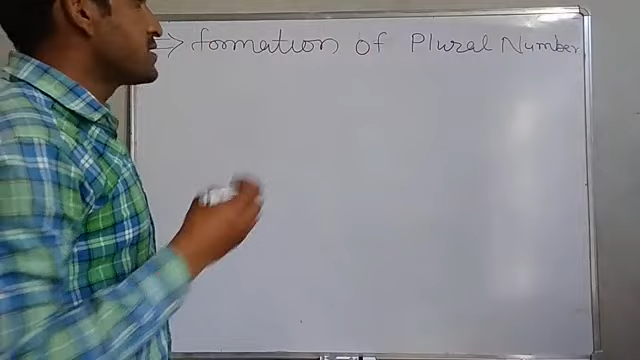 ⇒ formation of Plural Number